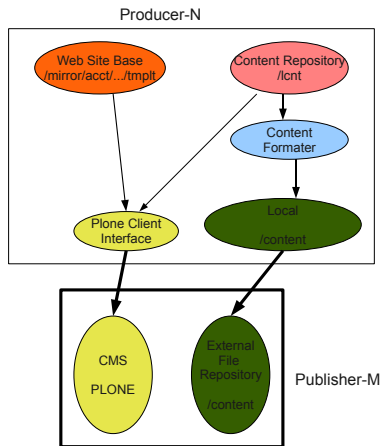 Producer-N
Web Site Base
/mirror/acct/.../tmplt
Content Repository
/lcnt
Content
Formater
Plone Client
Interface
Local
/content
CMS
PLONE
External
File
Repository
/content
Publisher-M